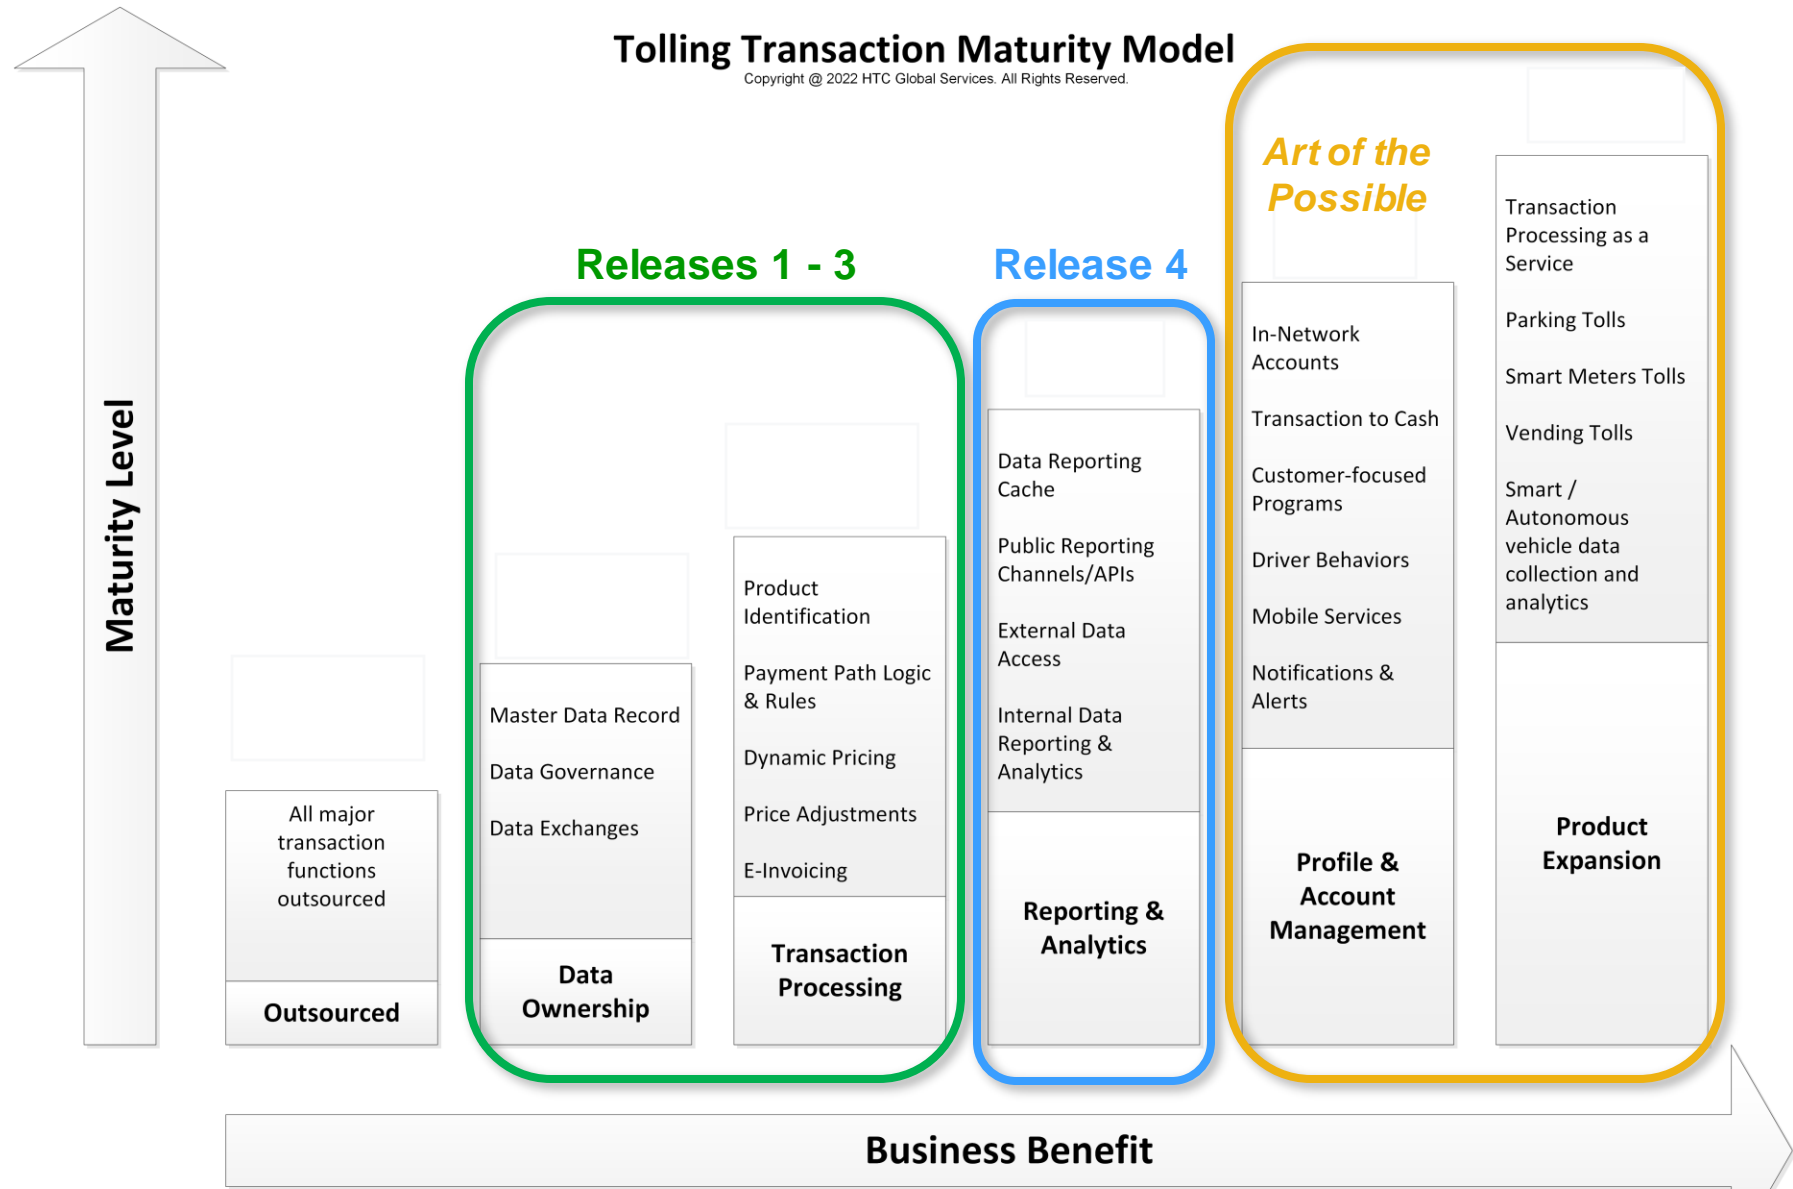 Tolling Transaction Maturity Model
Copyright @ 2022 HTC Global Services. All Rights Reserved.
Maturity Level
All major
transaction
functions
outsourced
Outsourced
Releases 1 - 3
Master Data Record
Data Governance
Data Exchanges
Data
Ownership
Product
Identification
Payment Path Logic
& Rules
Dynamic Pricing
Price Adjustments
E-Invoicing
Transaction
Processing
Release 4
Data Reporting
Cache
Public Reporting
Channels/APIs
External Data
Access
Internal Data
Reporting &
Analytics
Reporting &
Analytics
Art of the
Possible
In-Network
Accounts
Transaction to Cash
Customer-focused
Programs
Driver Behaviors
Mobile Services
Notifications &
Alerts
Profile &
Account
Management
Transaction
Processing as a
Service
Parking Tolls
Smart Meters Tolls
Vending Tolls
Smart /
Autonomous
vehicle data
collection and
analytics
Product
Expansion
Business Benefit